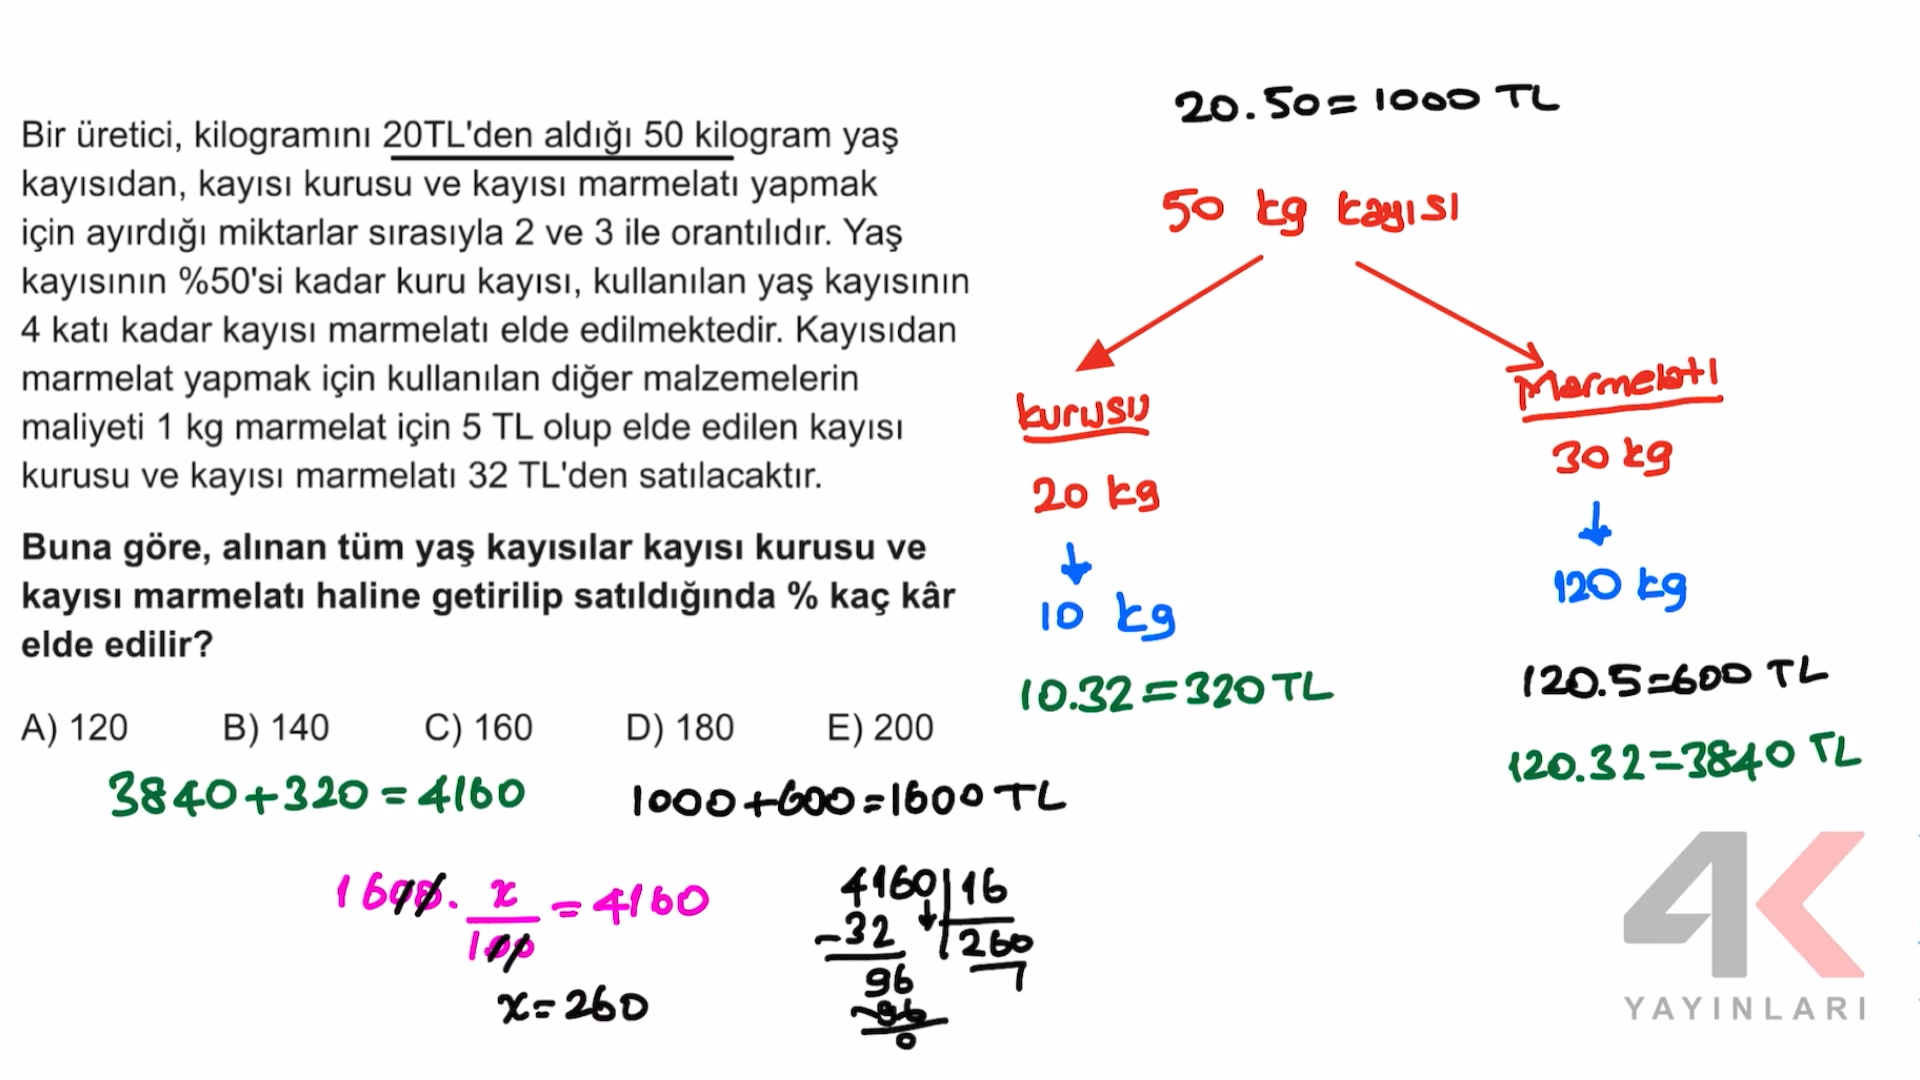 Bir üretici, kilogramını 20TL'den aldığı 50 kilogram yaş
kayısıdan, kayısı kurusu ve kayısı marmelatı yapmak
için ayırdığı miktarlar sırasıyla 2 ve 3 ile orantılıdır. Yaş
kayısının %50'si kadar kuru kayısı, kullanılan yaş kayısının
4 katı kadar kayısı marmelatı elde edilmektedir. Kayısıdan
marmelat yapmak için kullanılan diğer malzemelerin
maliyeti 1 kg marmelat için 5 TL olup elde edilen kayısı
kurusu ve kayısı marmelatı 32 TL'den satılacaktır.
Buna göre, alınan tüm yaş kayısılar kayısı kurusu ve
kayısı marmelatı haline getirilip satıldığında % kaç kâr
elde edilir?
A) 120 B) 140 C) 160 D) 180 E) 200
20.50=1000 TL
50 kg kayısı
kurusu
20 kg
10 kg
10.32=320 TL
Marmelatı
30 kg
120 kg
120.5=600 TL
120.32=3840 TL
3840+320=4160
1000+600=1600 TL
1600. x/100 = 4160
x=260
4160 | 16
-32 260
96
-96
0
4K
YAYINLARI